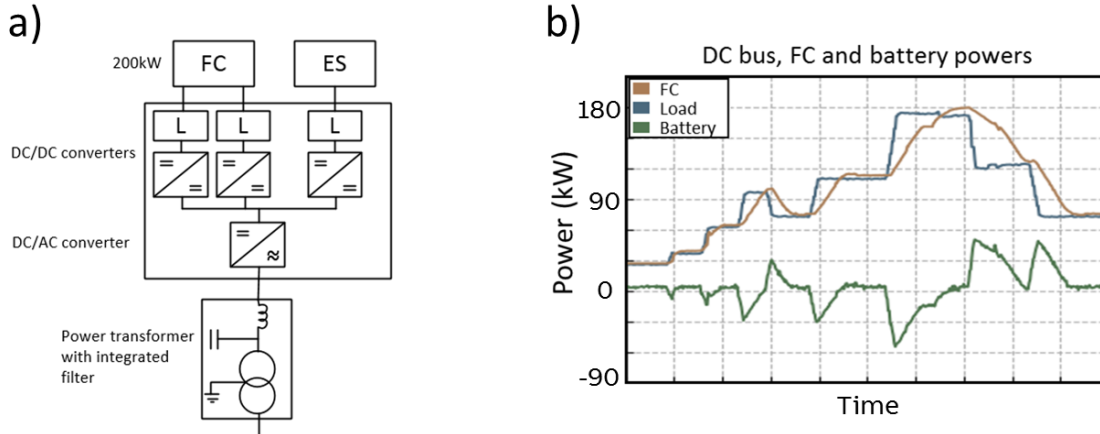 a)
200kW
FC
ES
L
L
L
DC/DC converters
=
=
=
=
=
=
DC/AC converter
=
≈
Power transformer
with integrated
filter
b)
DC bus, FC and battery powers
FC
Load
Battery
180
90
0
-90
Power (kW)
Time